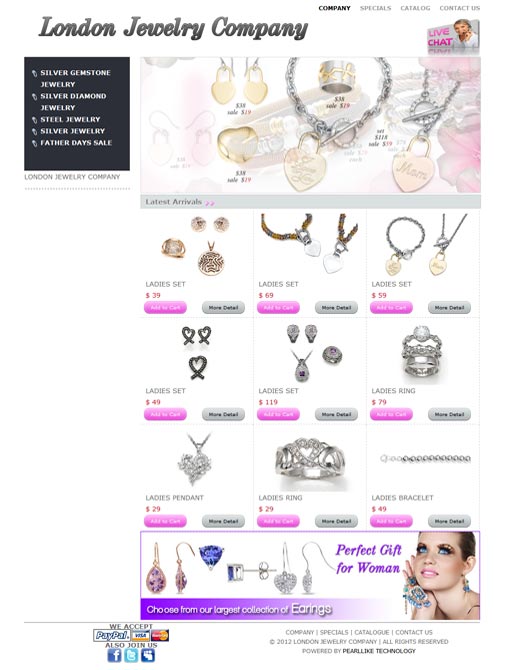 COMPANY SPECIALS CATALOG CONTACT US
London Jewelry Company
LIVE CHAT
SILVER GEMSTONE
JEWELRY
SILVER DIAMOND
JEWELRY
STEEL JEWELRY
SILVER JEWELRY
FATHER DAYS SALE
LONDON JEWELRY COMPANY
$38
sale $19
$38
sale $19
set
$118
sale $59
$38
sale $19
Mom
Latest Arrivals
LADIES SET LADIES SET LADIES SET
$ 39 $ 69 $ 59
Add to Cart More Detail Add to Cart More Detail Add to Cart More Detail
LADIES SET LADIES SET LADIES RING
$ 49 $ 119 $ 79
Add to Cart More Detail Add to Cart More Detail Add to Cart More Detail
LADIES PENDANT LADIES RING LADIES BRACELET
$ 29 $ 29 $ 49
Add to Cart More Detail Add to Cart More Detail Add to Cart More Detail
Perfect Gift
for Woman
Choose from our largest collection of Earings
WE ACCEPT
PayPal VISA MasterCard
ALSO JOIN US
COMPANY | SPECIALS | CATALOGUE | CONTACT US
© 2012 LONDON JEWELRY COMPANY | ALL RIGHTS RESERVED
POWERED BY PEARLLIKE TECHNOLOGY